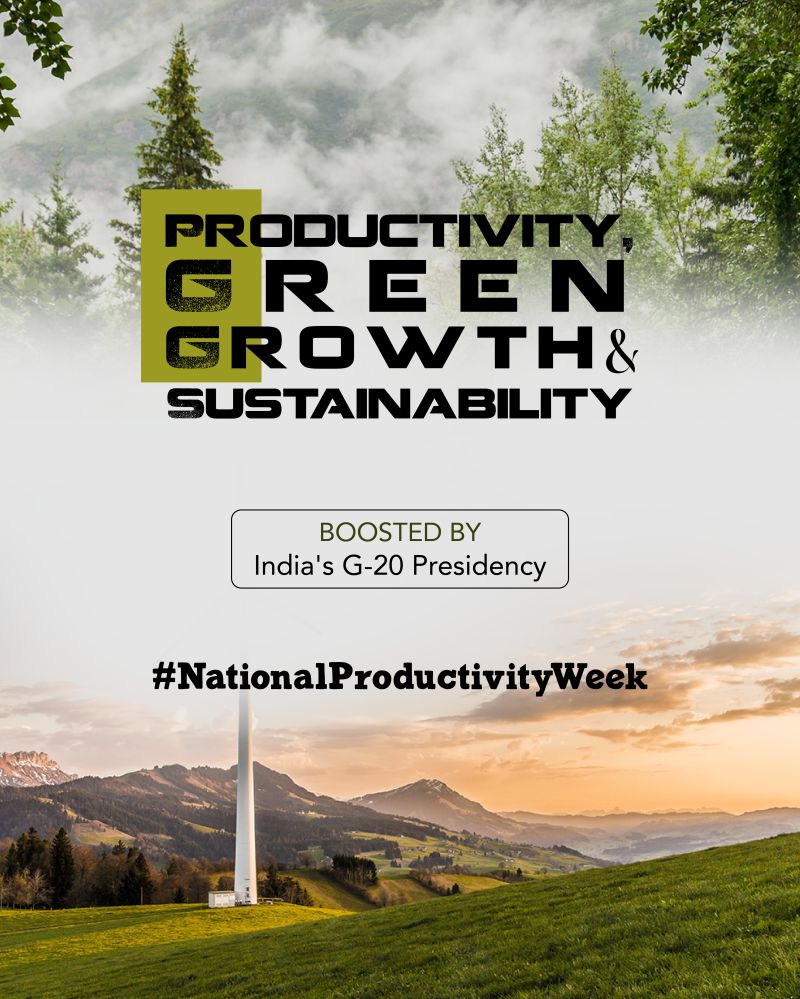 PRODUCTIVITY,
GREEN
GROWTH&
SUSTAINABILITY
BOOSTED BY
India's G-20 Presidency
#NationalProductivityWeek